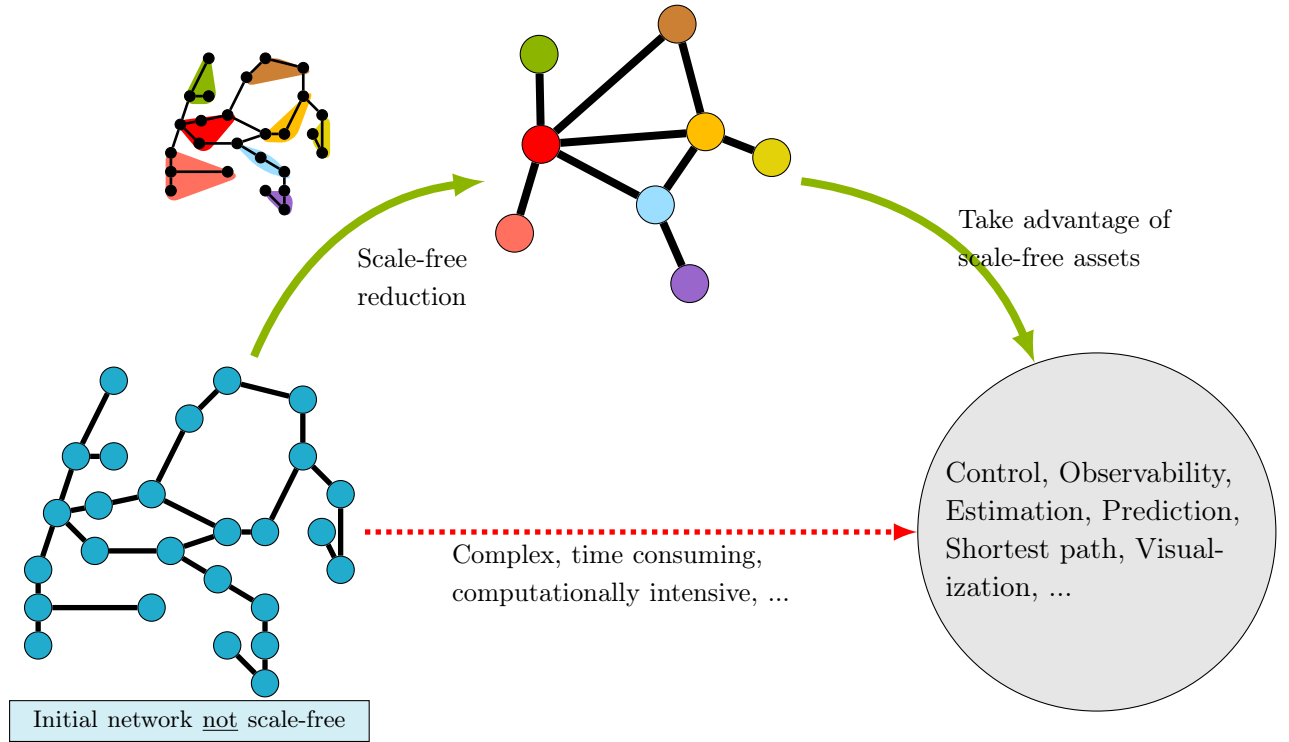 Take advantage of
scale-free assets
Scale-free
reduction
Control, Observability,
Estimation, Prediction,
Shortest path, Visual-
ization, ...
Complex, time consuming,
computationally intensive, ...
Initial network not scale-free